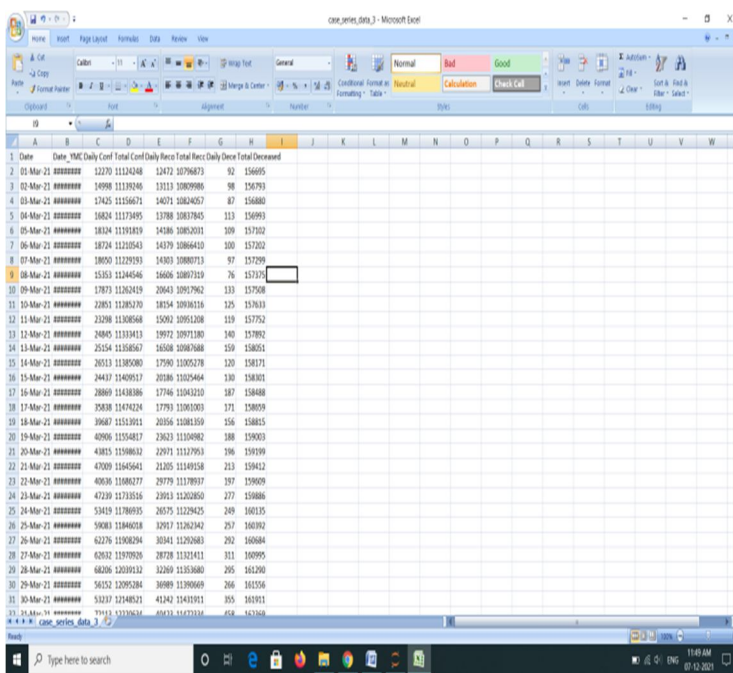 case_series_data_3 - Microsoft Excel
Home Insert Page Layout Formulas Data Review View
Cut
Copy
Format Painter
Paste
Calibri 11
Wrap Text
Merge & Center
General
Conditional Formatting Format as Table
Normal Bad Good
Neutral Calculation Check Cell
Insert Delete Format
AutoSum
Fill
Clear
Sort & Filter Find & Select
Clipboard Font Alignment Number Styles Cells Editing
I9
A B C D E F G H I J K L M N O P Q R S T U V W
1 Date Date_YMD Daily Conf Total Conf Daily Reco Total Reco Daily Dece Total Deceased
2 01-Mar-21 ######## 12270 11124248 12472 10796873 92 156695
3 02-Mar-21 ######## 14998 11139246 13113 10809986 98 156793
4 03-Mar-21 ######## 17425 11156671 14071 10824057 87 156880
5 04-Mar-21 ######## 16824 11173495 13788 10837845 113 156993
6 05-Mar-21 ######## 18324 11191819 14186 10852031 109 157102
7 06-Mar-21 ######## 18724 11210543 14379 10866410 100 157202
8 07-Mar-21 ######## 18650 11229193 14303 10880713 97 157299
9 08-Mar-21 ######## 15353 11244546 16606 10897319 76 157375
10 09-Mar-21 ######## 17873 11262419 20643 10917962 133 157508
11 10-Mar-21 ######## 22851 11285270 18154 10936116 125 157633
12 11-Mar-21 ######## 23298 11308568 15092 10951208 119 157752
13 12-Mar-21 ######## 24845 11333413 19972 10971180 140 157892
14 13-Mar-21 ######## 25154 11358567 16508 10987688 159 158051
15 14-Mar-21 ######## 26513 11385080 17590 11005278 120 158171
16 15-Mar-21 ######## 24437 11409517 20186 11025464 130 158301
17 16-Mar-21 ######## 28869 11438386 17746 11043210 187 158488
18 17-Mar-21 ######## 35838 11474224 17793 11061003 171 158659
19 18-Mar-21 ######## 39687 11513911 20356 11081359 156 158815
20 19-Mar-21 ######## 40906 11554817 23623 11104982 188 159003
21 20-Mar-21 ######## 43815 11598632 22971 11127953 196 159199
22 21-Mar-21 ######## 47009 11645641 21205 11149158 213 159412
23 22-Mar-21 ######## 40636 11686277 29779 11178937 197 159609
24 23-Mar-21 ######## 47239 11733516 23913 11202850 277 159886
25 24-Mar-21 ######## 53419 11786935 26575 11229425 249 160135
26 25-Mar-21 ######## 59083 11846018 32917 11262342 257 160392
27 26-Mar-21 ######## 62276 11908294 30341 11292683 292 160684
28 27-Mar-21 ######## 62632 11970926 28728 11321411 311 160995
29 28-Mar-21 ######## 68206 12039132 32269 11353680 295 161290
30 29-Mar-21 ######## 56152 12095284 36989 11390669 266 161556
31 30-Mar-21 ######## 53237 12148521 41242 11431911 355 161911
case_series_data_3
Ready 100%
Type here to search
ENG 11:49 AM
07-12-2021